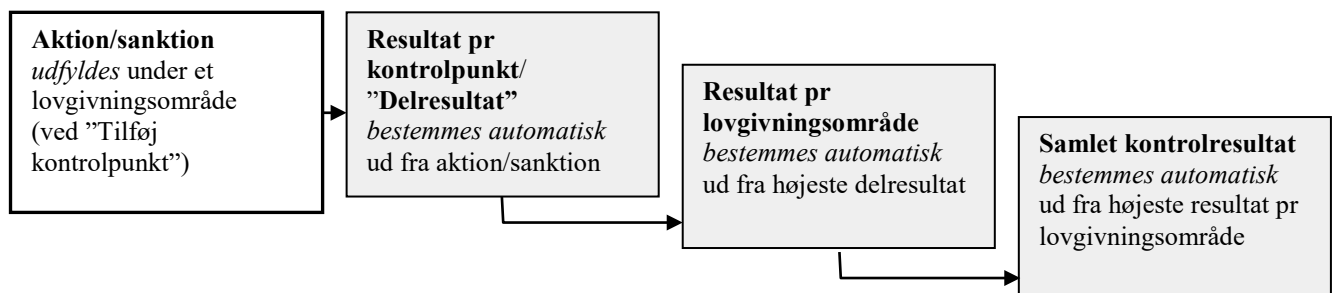 Aktion/sanktion
udfyldes under et
lovgivningsområde
(ved ”Tilføj
kontrolpunkt”)
Resultat pr
kontrolpunkt/
”Delresultat”
bestemmes automatisk
ud fra aktion/sanktion
Resultat pr
lovgivningsområde
bestemmes automatisk
ud fra højeste delresultat
Samlet kontrolresultat
bestemmes automatisk
ud fra højeste resultat pr
lovgivningsområde